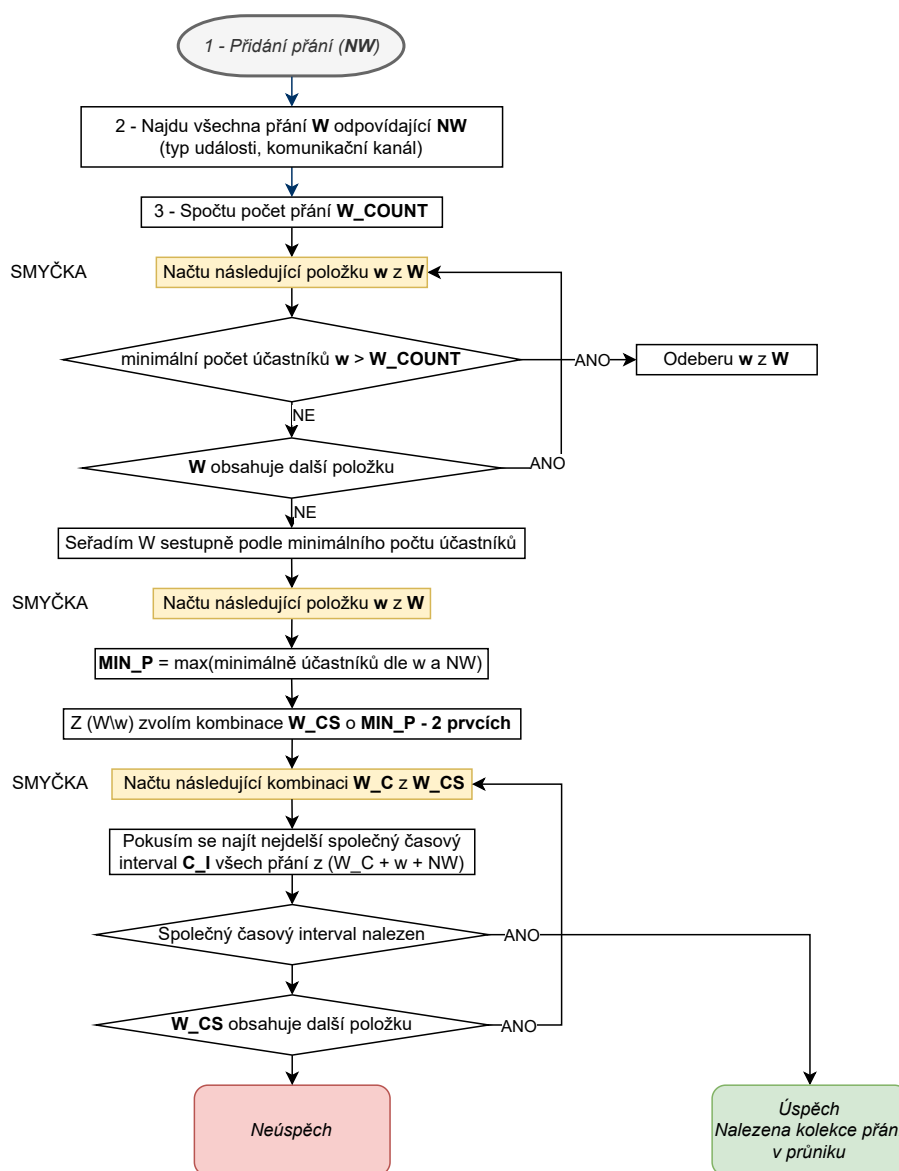 1 - Přidání přání (NW)
2 - Najdu všechna přání W odpovídající NW
(typ události, komunikační kanál)
3 - Spočtu počet přání W_COUNT
SMYČKA
Načtu následující položku w z W
minimální počet účastníků w > W_COUNT
ANO
Odeberu w z W
NE
W obsahuje další položku
ANO
NE
Seřadím W sestupně podle minimálního počtu účastníků
SMYČKA
Načtu následující položku w z W
MIN_P = max(minimálně účastníků dle w a NW)
Z (W\w) zvolím kombinace W_CS o MIN_P - 2 prvcích
SMYČKA
Načtu následující kombinaci W_C z W_CS
Pokusím se najít nejdelší společný časový
interval C_I všech přání z (W_C + w + NW)
Společný časový interval nalezen
ANO
W_CS obsahuje další položku
ANO
Neúspěch
Úspěch
Nalezena kolekce přán
v průniku